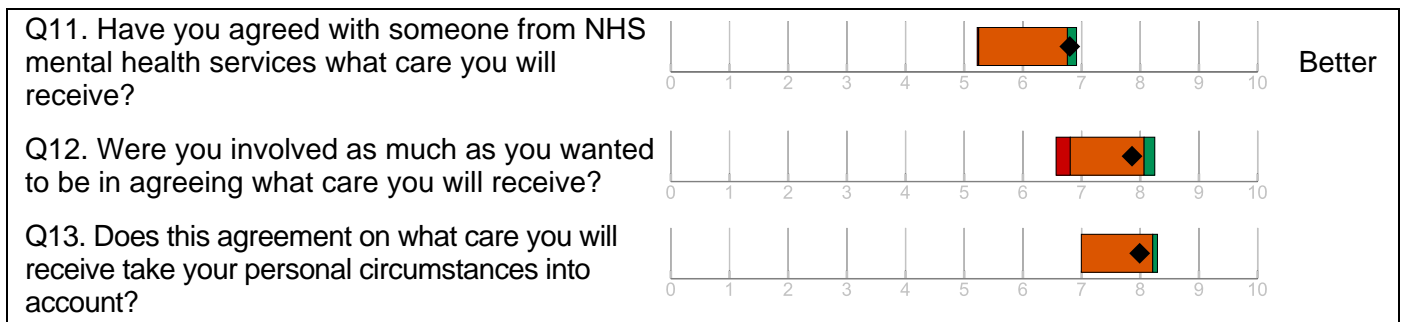 Q11. Have you agreed with someone from NHS
mental health services what care you will
receive?
0 1 2 3 4 5 6 7 8 9 10
Better
Q12. Were you involved as much as you wanted
to be in agreeing what care you will receive?
0 1 2 3 4 5 6 7 8 9 10
Q13. Does this agreement on what care you will
receive take your personal circumstances into
account?
0 1 2 3 4 5 6 7 8 9 10